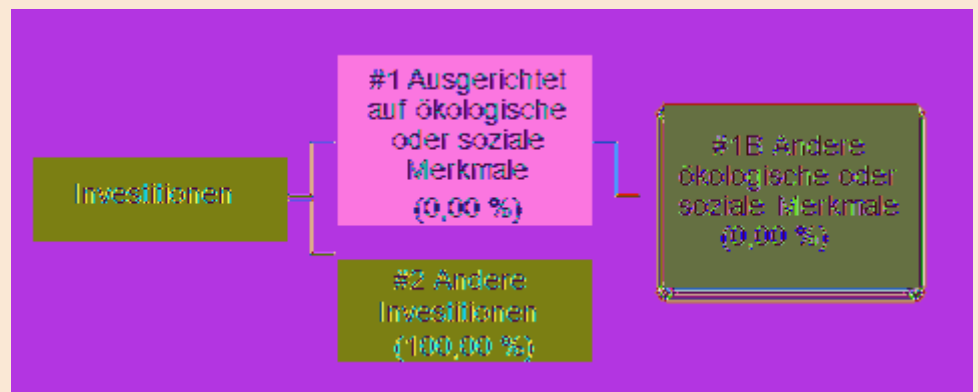 Investitionen
#1 Ausgerichtet
auf ökologische
oder soziale
Merkmale
(0,00 %)
#2 Andere
Investitionen
(100,00 %)
#1B Andere
ökologische oder
soziale Merkmale
(0,00 %)